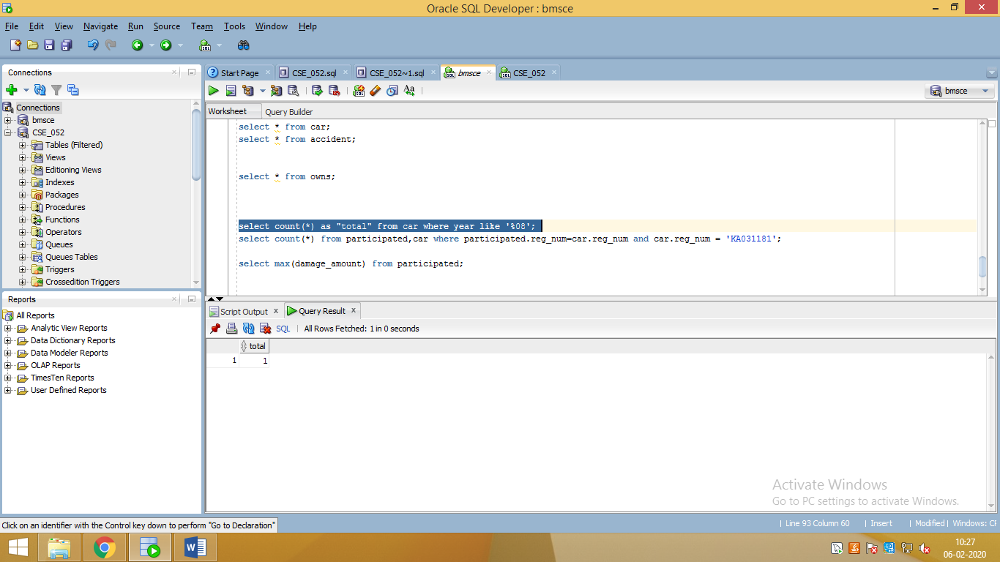 Oracle SQL Developer : bmsce
File Edit View Navigate Run Source Team Tools Window Help
Connections
Connections
bmsce
CSE_052
Tables (Filtered)
Views
Editioning Views
Indexes
Packages
Procedures
Functions
Operators
Queues
Queues Tables
Triggers
Crossedition Triggers
Reports
All Reports
Analytic View Reports
Data Dictionary Reports
Data Modeler Reports
OLAP Reports
TimesTen Reports
User Defined Reports
Start Page CSE_052.sql CSE_052~1.sql bmsce CSE_052
bmsce
Worksheet Query Builder
select * from car;
select * from accident;
select * from owns;
select count(*) as "total" from car where year like '%08';
select count(*) from participated,car where participated.reg_num=car.reg_num and car.reg_num = 'KA031181';
select max(damage_amount) from participated;
Script Output x Query Result x
SQL | All Rows Fetched: 1 in 0 seconds
total
1 1
Activate Windows
Go to PC settings to activate Windows.
Click on an identifier with the Control key down to perform "Go to Declaration"
| Line 93 Column 60 | Insert | Modified | Windows: CF
10:27
06-02-2020